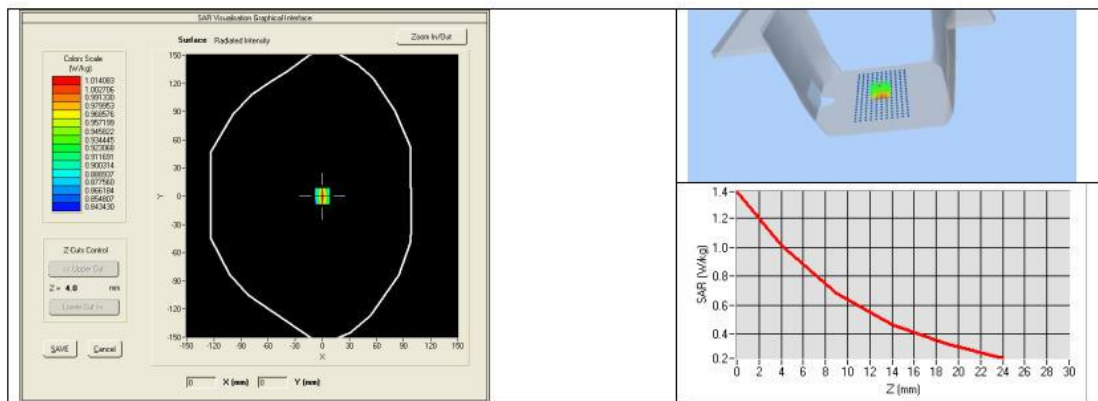 SAR Visualisation Graphical Interface
Surface Radiated Intensity
Zoom In/Out
Colors Scale
(W/kg)
1.014083
1.002706
0.991330
0.979953
0.968576
0.957199
0.945822
0.934445
0.923068
0.911691
0.900314
0.888937
0.877560
0.866184
0.854807
0.843430
Z-Cuts Control
<< Upper Cut
Z = 4.0 mm
Lower Cut >>
SAVE Cancel
150
120
90
60
30
0
-30
-60
-90
-120
-150
Y
-150 -120 -90 -60 -30 0 30 60 90 120 150
X
0 X (mm) 0 Y (mm)
1.4
1.2
1.0
0.8
0.6
0.4
0.2
SAR (W/kg)
0 2 4 6 8 10 12 14 16 18 20 22 24 26 28 30
Z (mm)